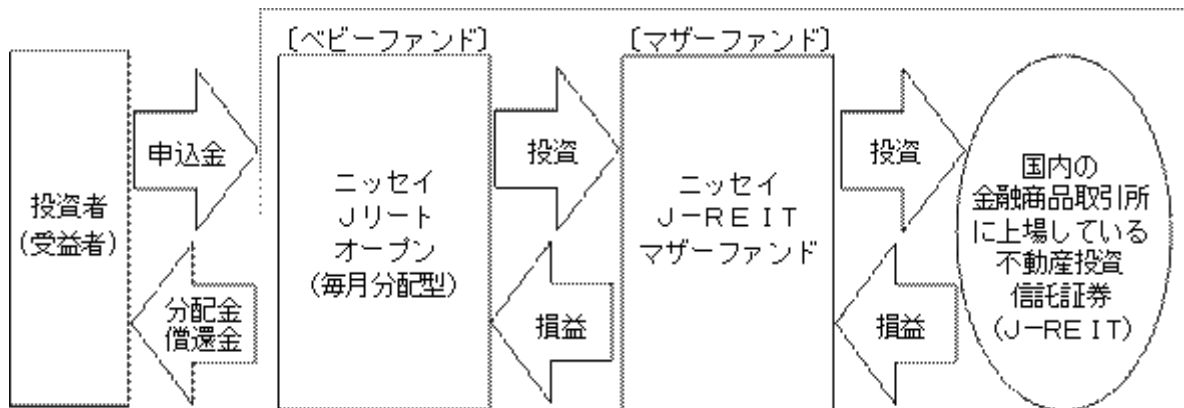 〔ベビーファンド〕
〔マザーファンド〕
投資者
(受益者)
申込金
分配金
償還金
ニッセイ
Jリート
オープン
(毎月分配型)
投資
損益
ニッセイ
J-REIT
マザーファンド
投資
損益
国内の
金融商品取引所
に上場している
不動産投資
信託証券
(J-REIT)